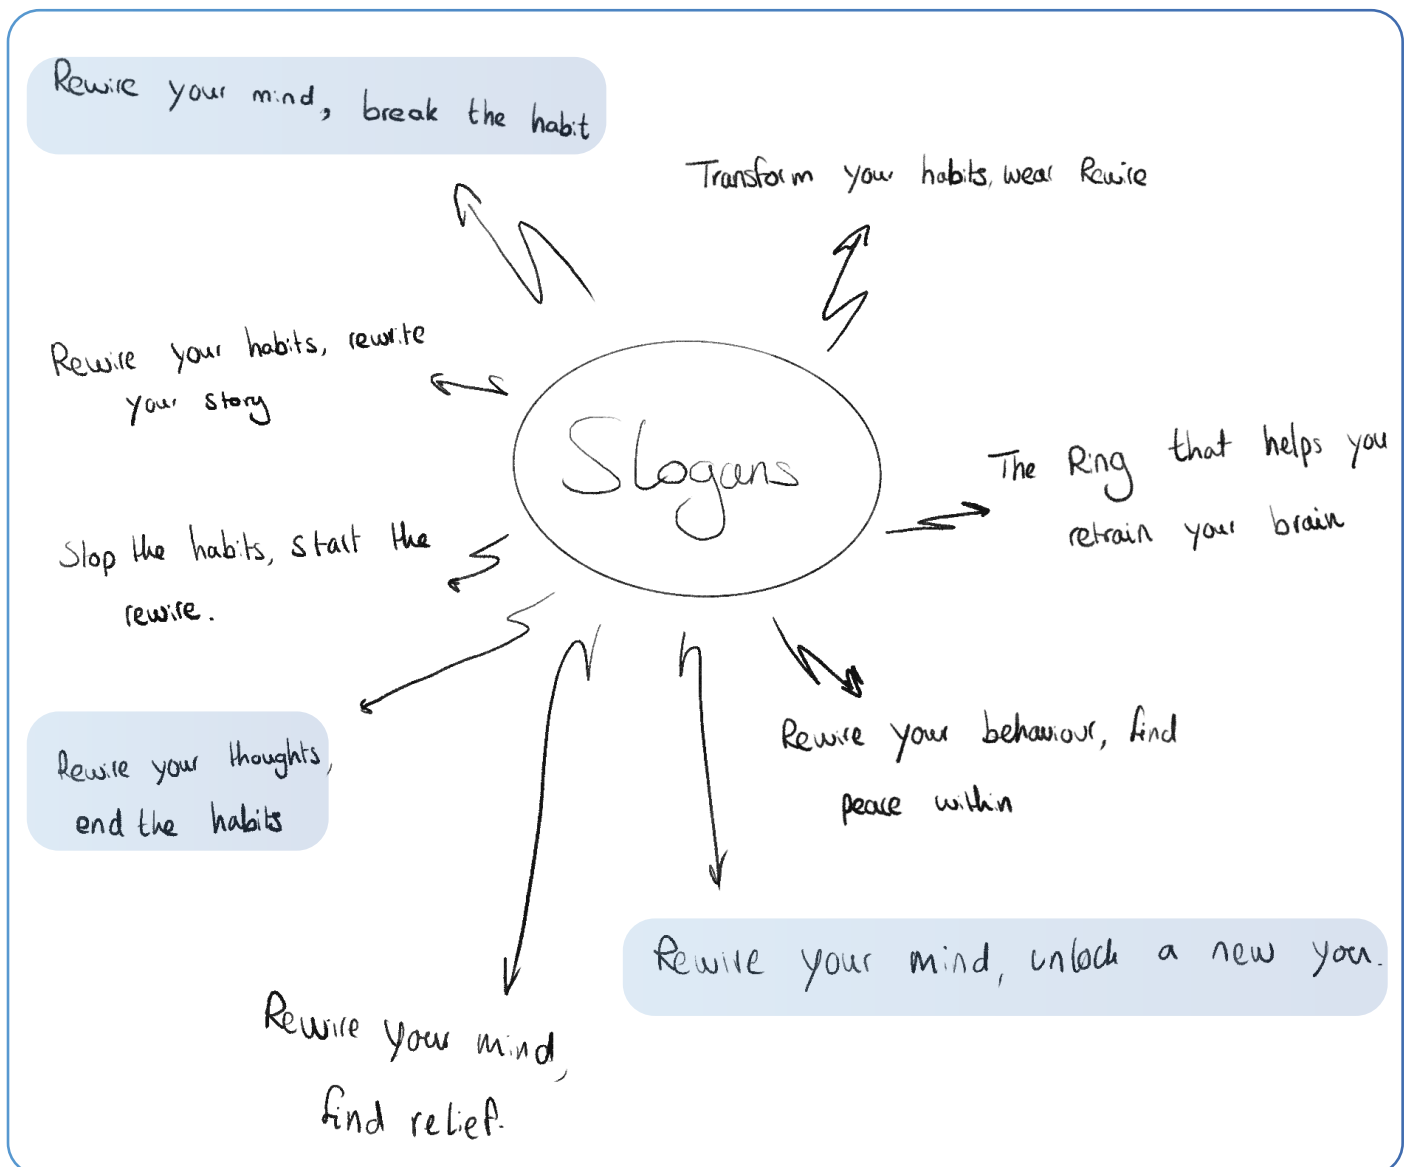 Rewire your mind, break the habit
Transform your habits, wear Rewire
Rewire your habits, rewrite
your story
Slogans
The Ring that helps you
retrain your brain
Stop the habits, start the
rewire.
Rewire your thoughts,
end the habits
Rewire your behaviour, find
peace within
Rewire your mind, unlock a new you.
Rewire your mind,
find relief.